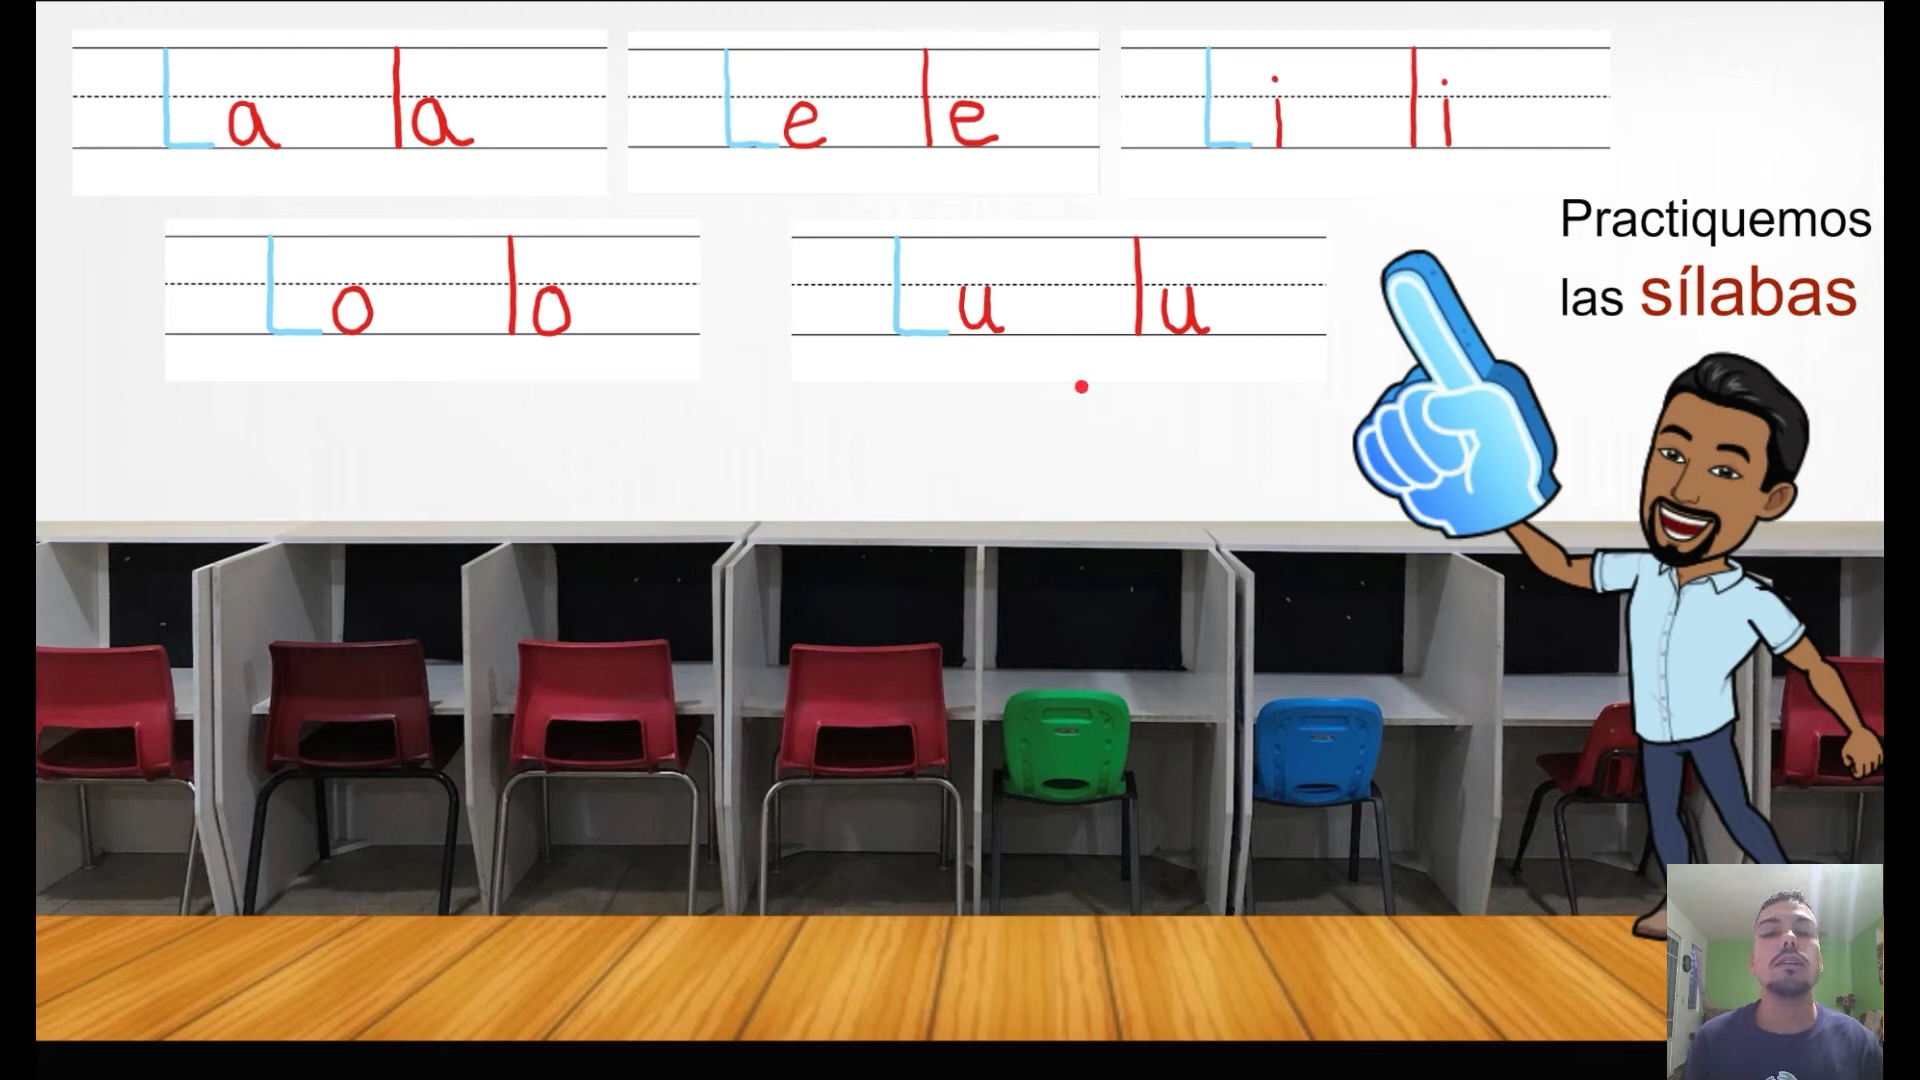 La la
Le le
Li li
Lo lo
Lu lu
Practiquemos
las sílabas